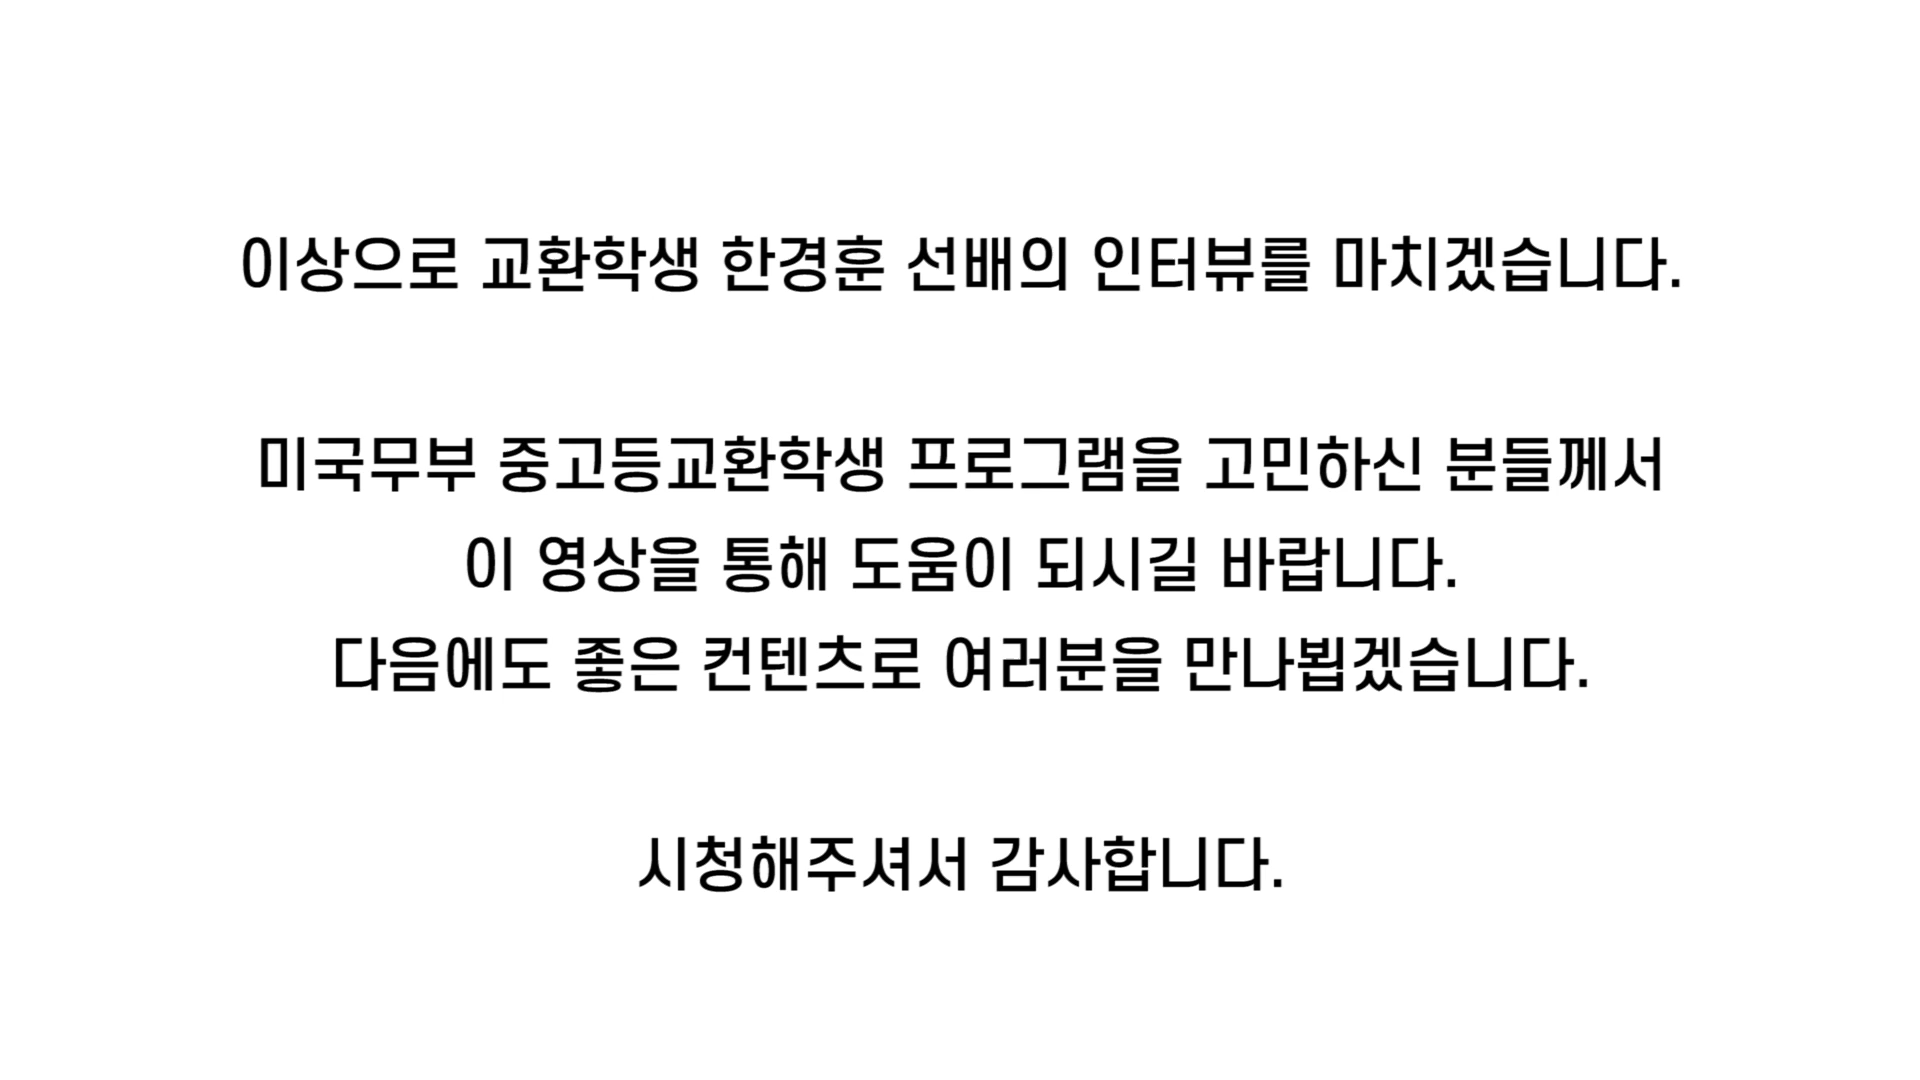 이상으로 교환학생 한경훈 선배의 인터뷰를 마치겠습니다.
미국무부 중고등교환학생 프로그램을 고민하신 분들께서
이 영상을 통해 도움이 되시길 바랍니다.
다음에도 좋은 컨텐츠로 여러분을 만나뵙겠습니다.
시청해주셔서 감사합니다.